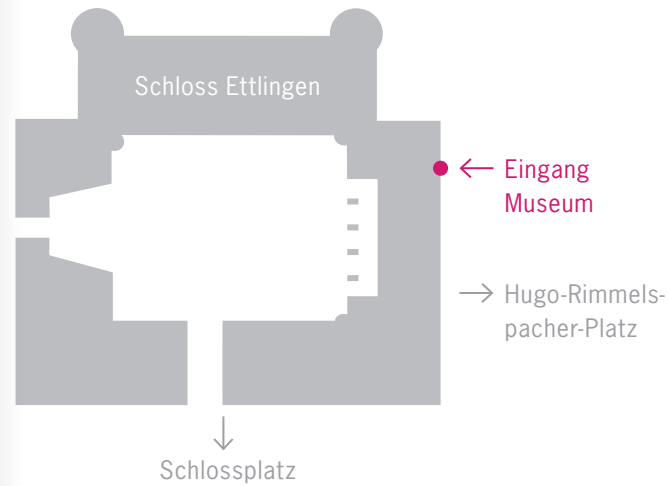 Schloss Ettlingen
Eingang
Museum
Hugo-Rimmels-
pacher-Platz
Schlossplatz